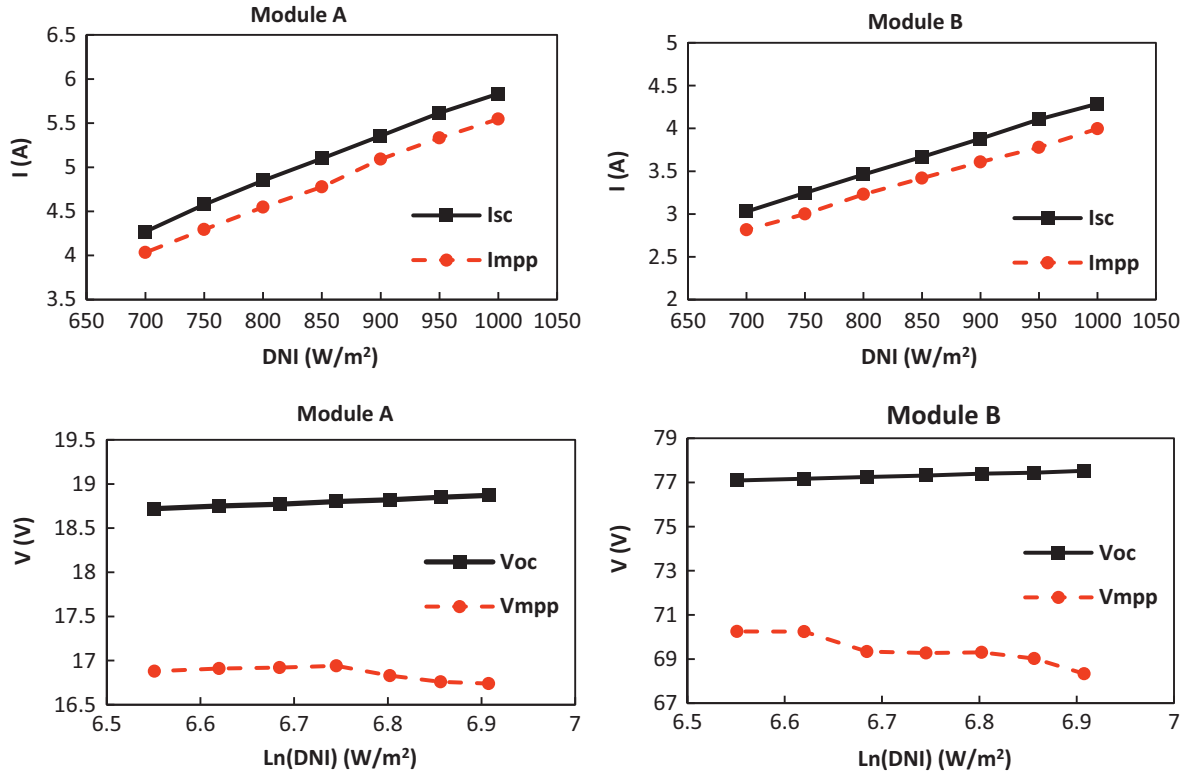 Module A
6.5
6
5.5
5
4.5
4
3.5
I (A)
Isc
Impp
650 700 750 800 850 900 950 1000 1050
DNI (W/m²)
Module B
5
4.5
4
3.5
3
2.5
2
I (A)
Isc
Impp
650 700 750 800 850 900 950 1000 1050
DNI (W/m²)
Module A
19.5
19
18.5
18
17.5
17
16.5
V (V)
Voc
Vmpp
6.5 6.6 6.7 6.8 6.9 7
Ln(DNI) (W/m²)
Module B
79
77
75
73
71
69
67
V (V)
Voc
Vmpp
6.5 6.6 6.7 6.8 6.9 7
Ln(DNI) (W/m²)